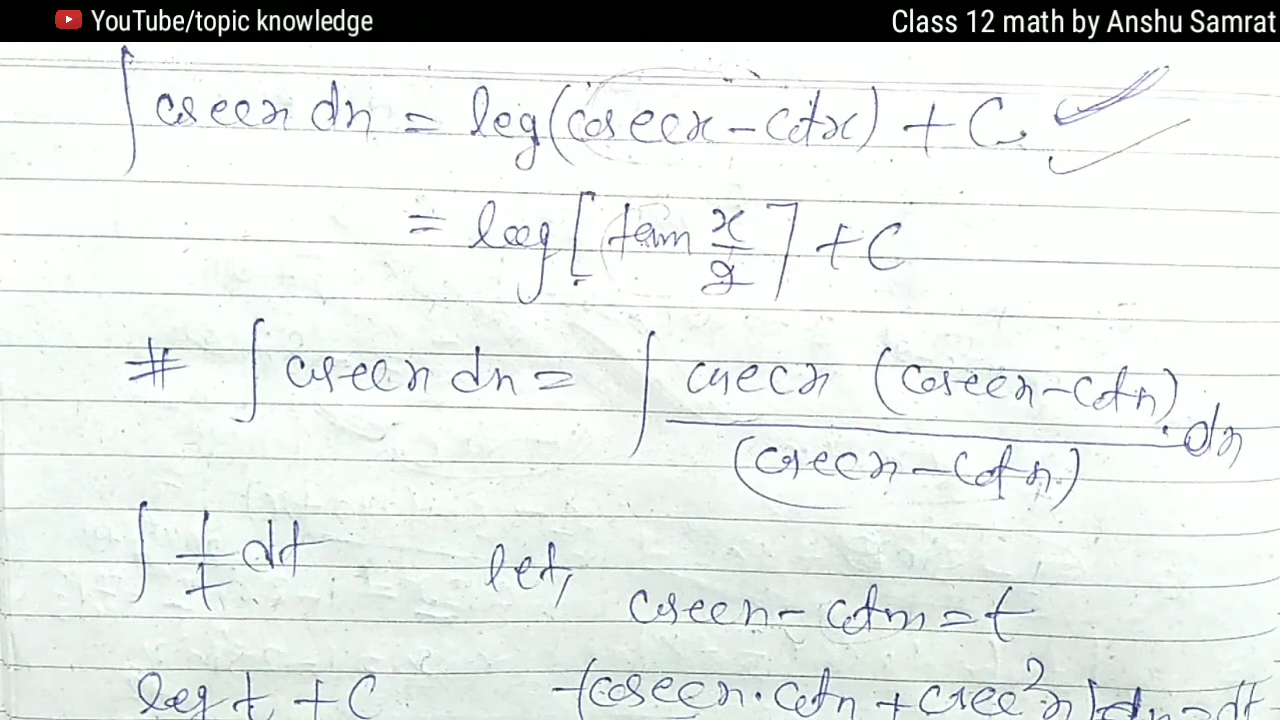 YouTube/topic knowledge
Class 12 math by Anshu Samrat
∫ cosecx dx = log(cosecx − cotx) + C.
= log[tan x/2] + C
# ∫ cosecx dx = ∫ cosecx (cosecx − cotx)/(cosecx − cotx) . dx
∫ 1/t dt let,
cosecx − cotx = t
log t + C −(cosecx.cotx + cosec²x)dx = dt